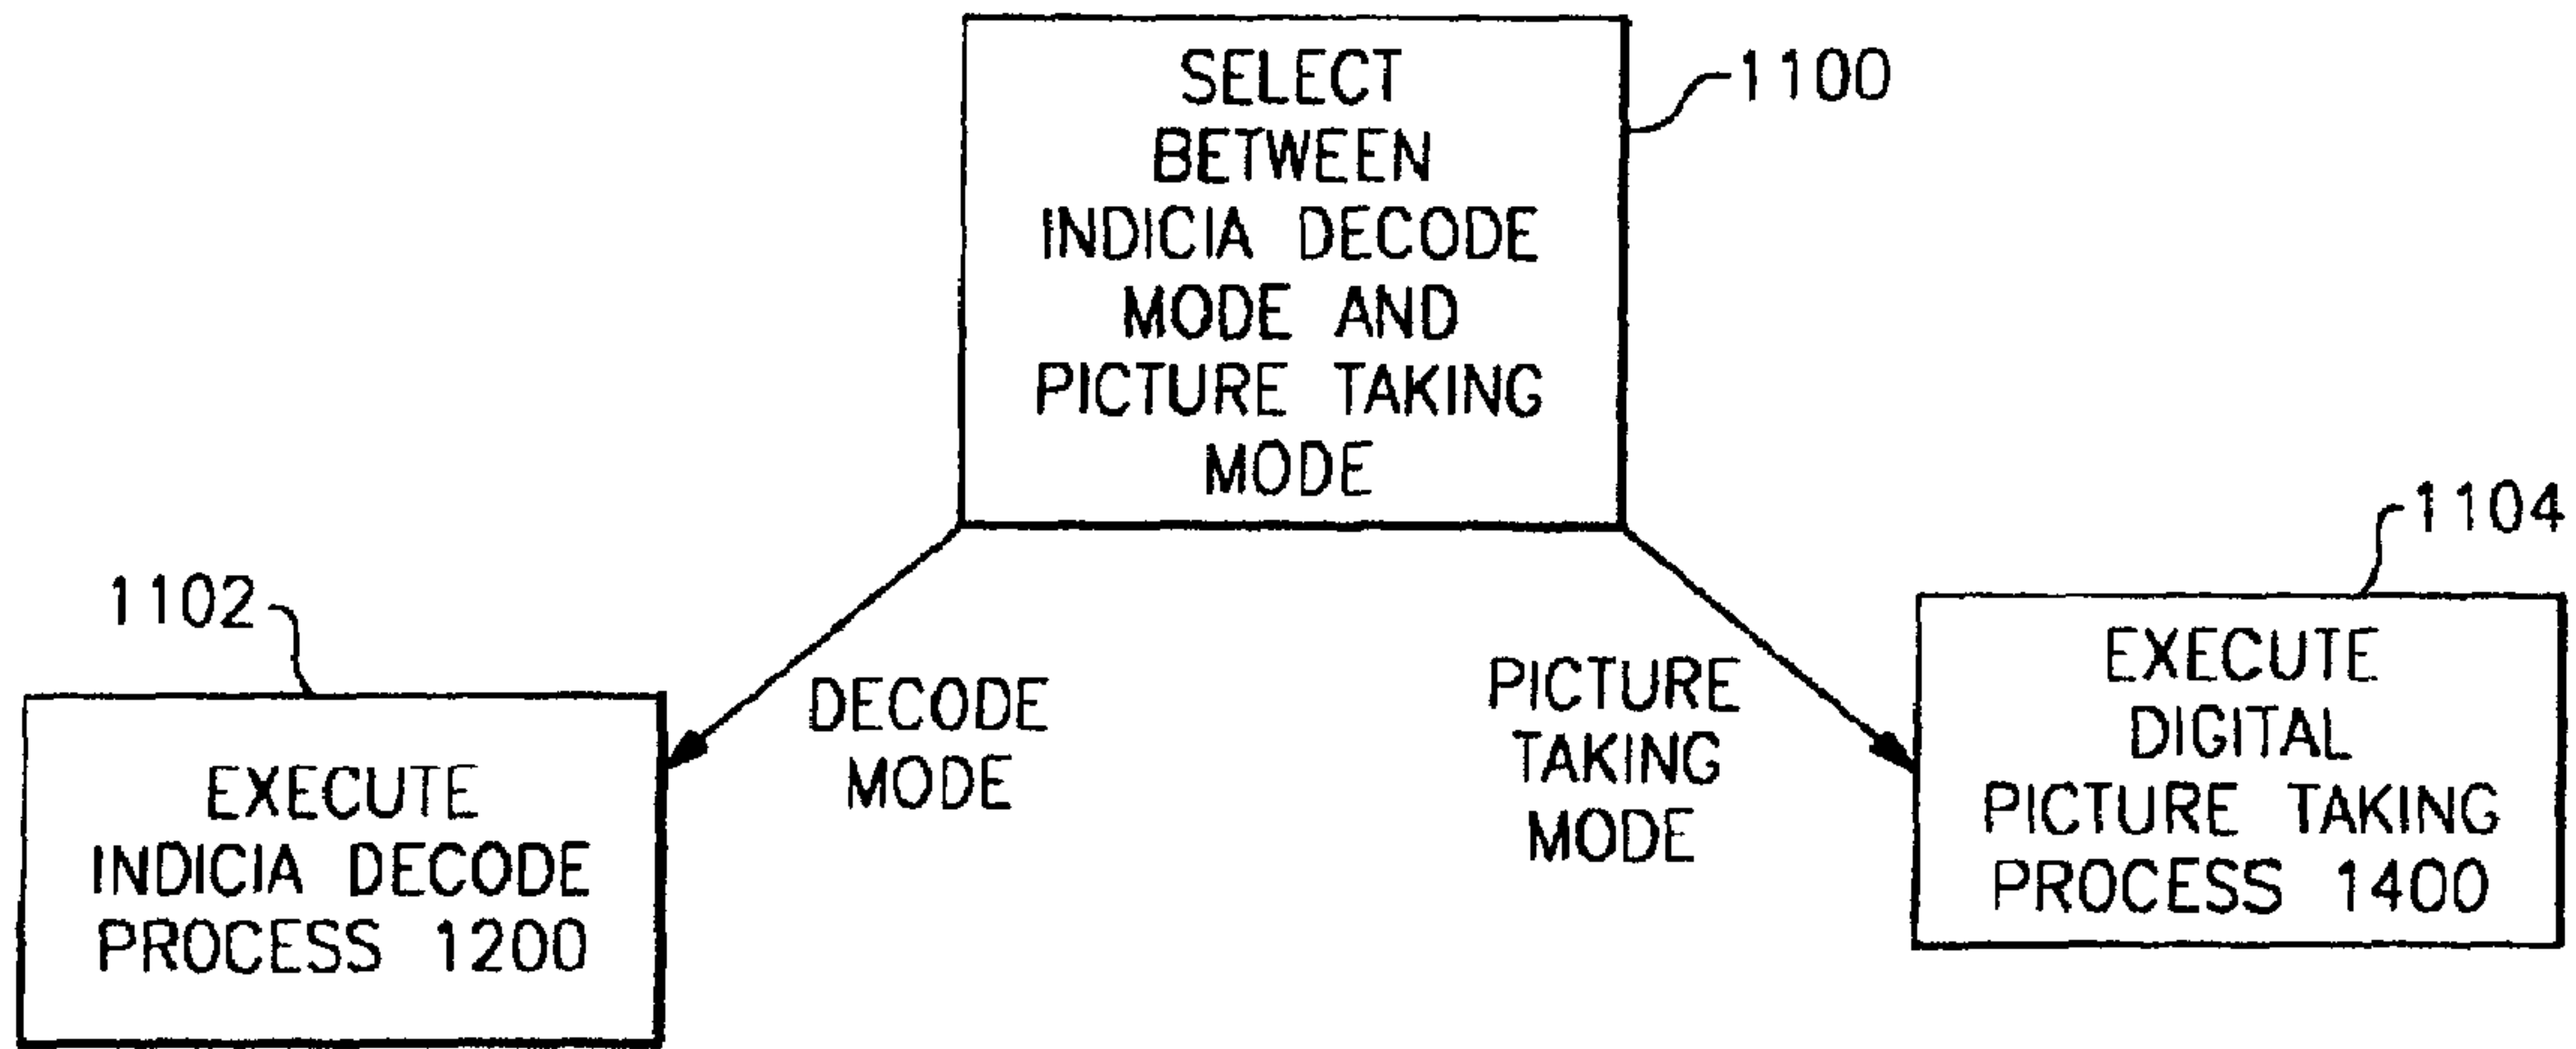 SELECT
BETWEEN
INDICIA DECODE
MODE AND
PICTURE TAKING
MODE
1100
1102
EXECUTE
INDICIA DECODE
PROCESS 1200
DECODE
MODE
PICTURE
TAKING
MODE
1104
EXECUTE
DIGITAL
PICTURE TAKING
PROCESS 1400